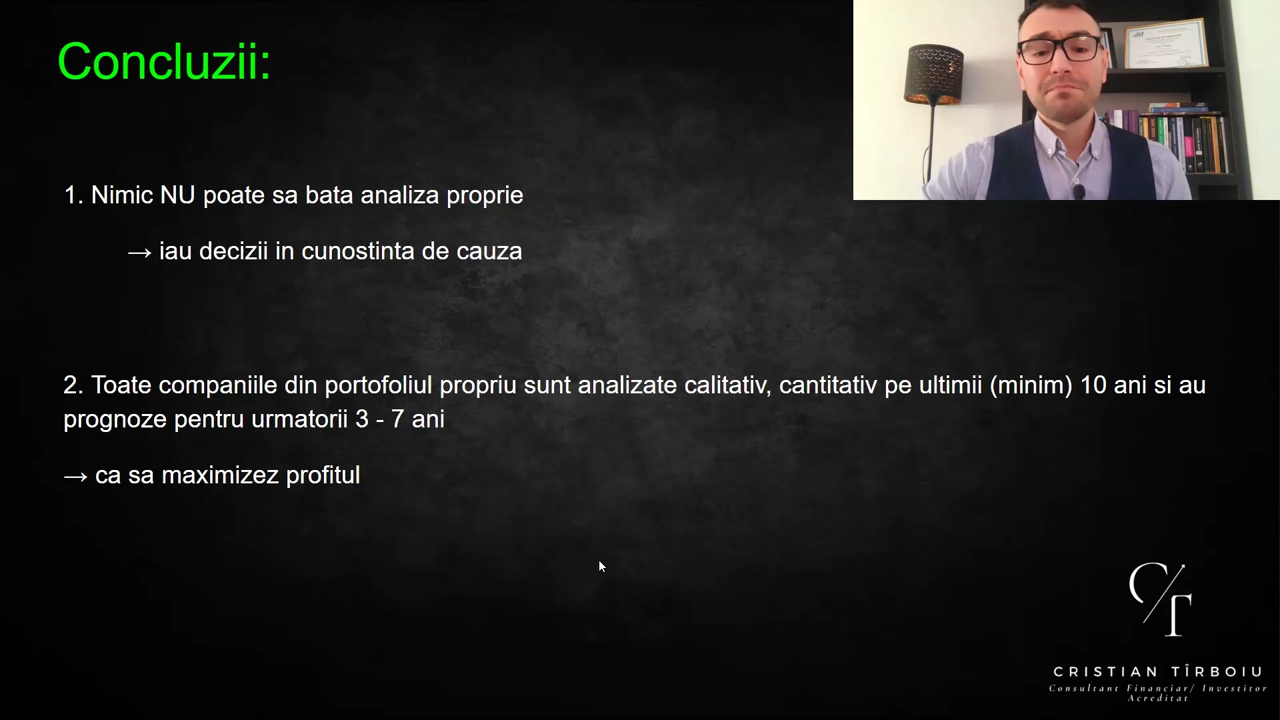 Concluzii:
1. Nimic NU poate sa bata analiza proprie
→ iau decizii in cunostinta de cauza
2. Toate companiile din portofoliul propriu sunt analizate calitativ, cantitativ pe ultimii (minim) 10 ani si au
prognoze pentru urmatorii 3 - 7 ani
→ ca sa maximizez profitul
CT
CRISTIAN TÎRBOIU
Consultant Financiar/ Investitor
Acreditat